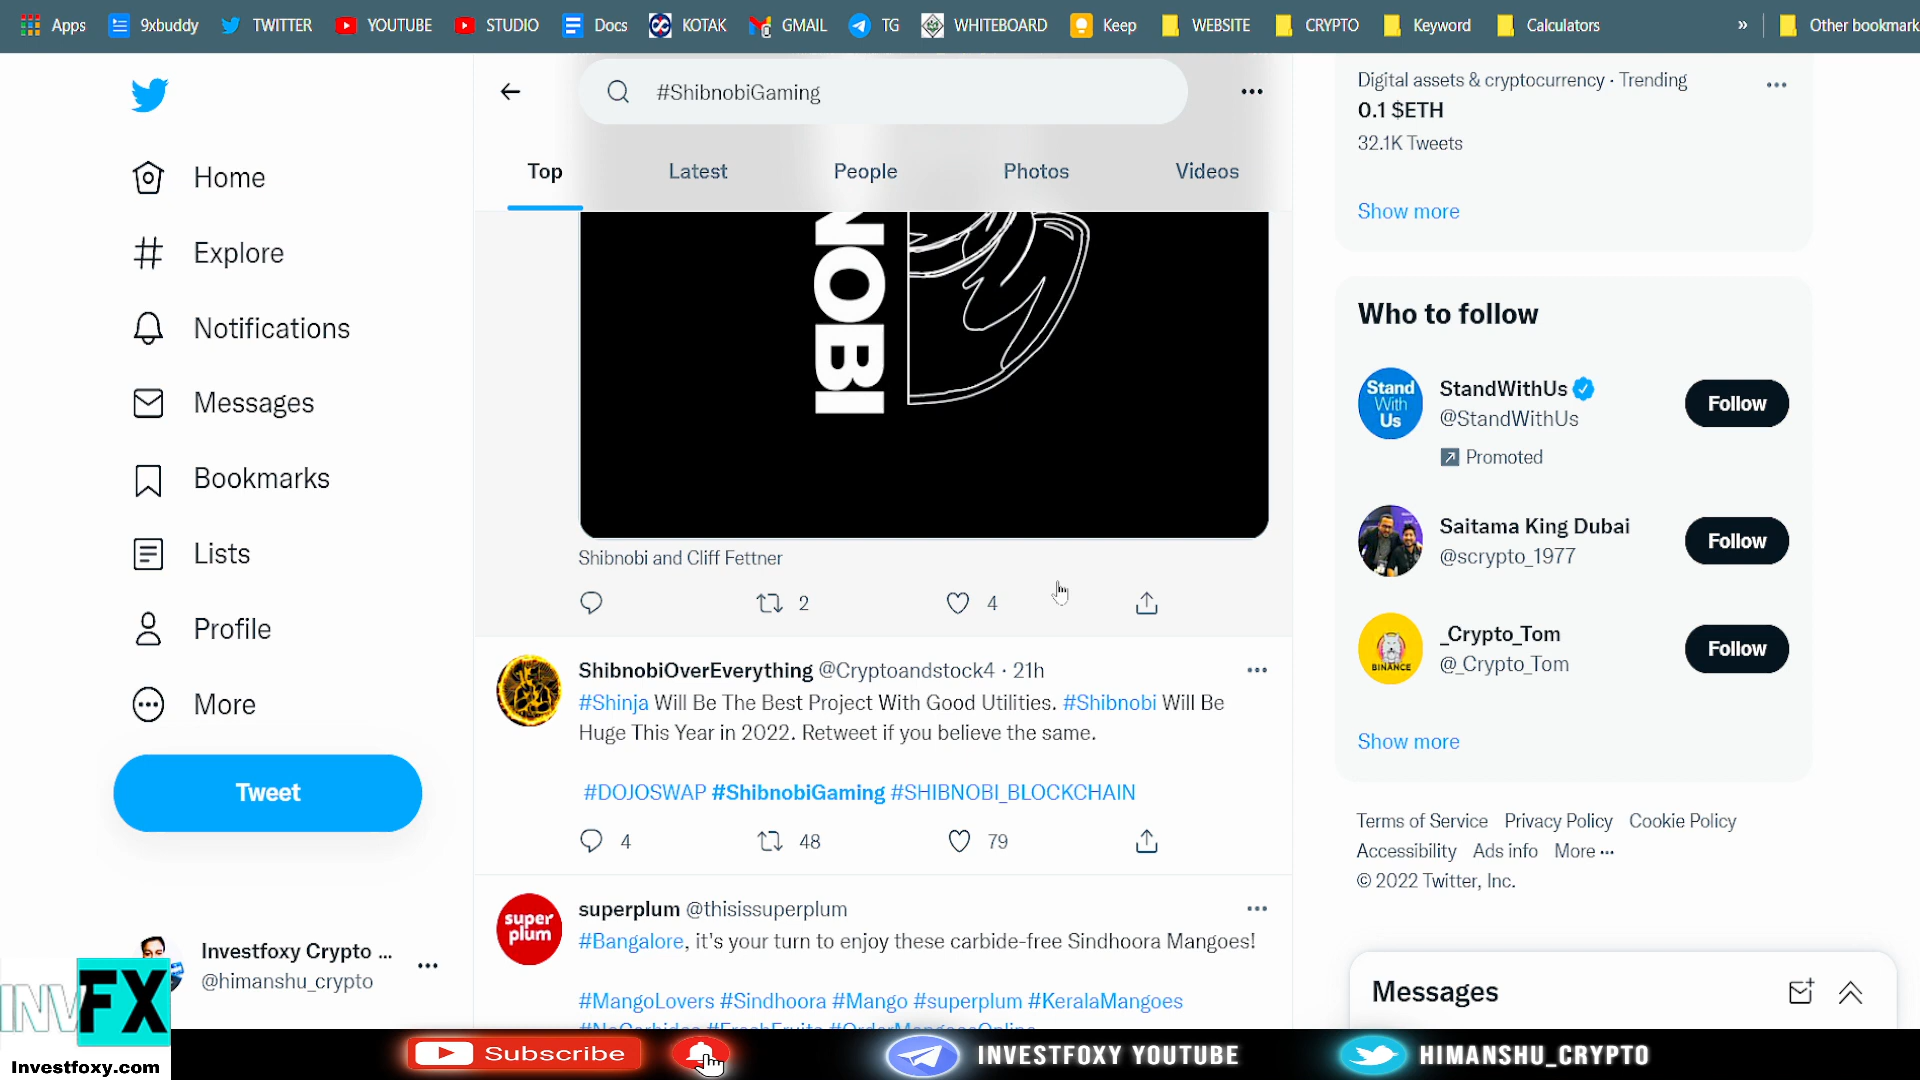 Apps 9xbuddy TWITTER YOUTUBE STUDIO Docs KOTAK GMAIL TG WHITEBOARD Keep WEBSITE CRYPTO Keyword Calculators » Other bookmark
#ShibnobiGaming
Top Latest People Photos Videos
Home
Explore
Notifications
Messages
Bookmarks
Lists
Profile
More
Tweet
Investfoxy Crypto ...
@himanshu_crypto
NOBI
Shibnobi and Cliff Fettner
2 4
ShibnobiOverEverything @Cryptoandstock4 · 21h
#Shinja Will Be The Best Project With Good Utilities. #Shibnobi Will Be
Huge This Year in 2022. Retweet if you believe the same.
#DOJOSWAP #ShibnobiGaming #SHIBNOBI_BLOCKCHAIN
4 48 79
super
plum
superplum @thisissuperplum
#Bangalore, it's your turn to enjoy these carbide-free Sindhoora Mangoes!
#MangoLovers #Sindhoora #Mango #superplum #KeralaMangoes
Digital assets & cryptocurrency · Trending
0.1 $ETH
32.1K Tweets
Show more
Who to follow
Stand
With
Us
StandWithUs
@StandWithUs
Promoted
Follow
Saitama King Dubai
@scrypto_1977
Follow
BINANCE
_Crypto_Tom
@_Crypto_Tom
Follow
Show more
Terms of Service Privacy Policy Cookie Policy
Accessibility Ads info More ···
© 2022 Twitter, Inc.
Messages
INVFX
Investfoxy.com
Subscribe
INVESTFOXY YOUTUBE
HIMANSHU_CRYPTO